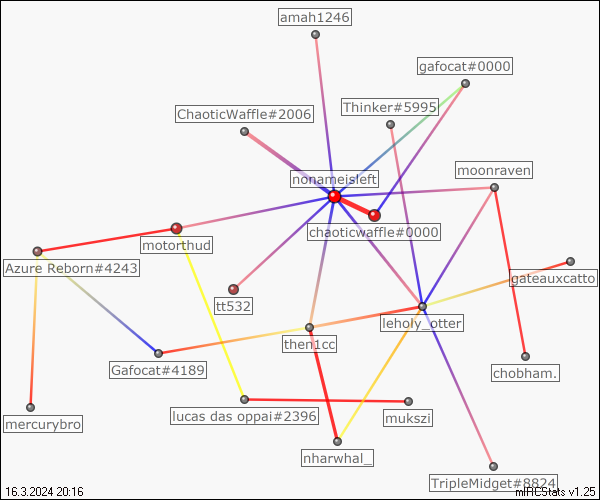 amah1246
gafocat#0000
ChaoticWaffle#2006
Thinker#5995
moonraven
nonameisleft
chaoticwaffle#0000
motorthud
Azure Reborn#4243
gateauxcatto
tt532
leholy_otter
then1cc
Gafocat#4189
chobham.
lucas das oppai#2396
mukszi
mercurybro
nharwhal_
TripleMidget#8824
16.3.2024 20:16
mIRCStats v1.25